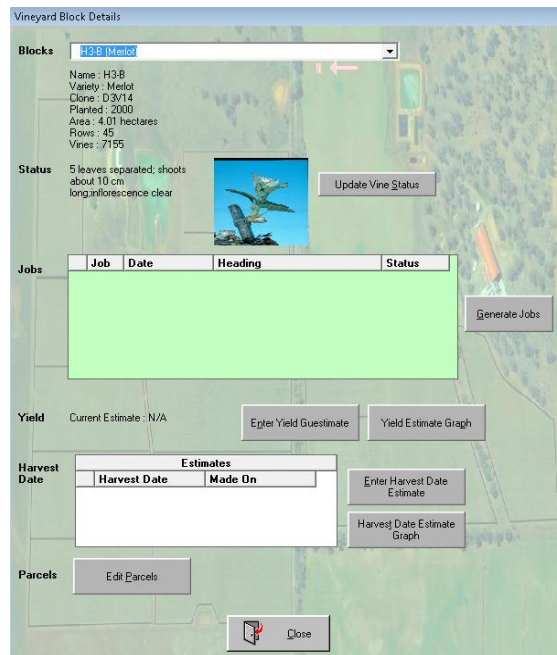 Vineyard Block Details
Blocks
H3-B (Merlot)
Name : H3-B
Variety : Merlot
Clone : D3V14
Planted : 2000
Area : 4.01 hectares
Rows : 45
Vines : 7155
Status
5 leaves separated; shoots
about 10 cm
long;inflorescence clear
Update Vine Status
Jobs
Job Date Heading Status
Generate Jobs
Yield
Current Estimate : N/A
Enter Yield Guestimate
Yield Estimate Graph
Harvest
Date
Estimates
Harvest Date Made On
Enter Harvest Date
Estimate
Harvest Date Estimate
Graph
Parcels
Edit Parcels
Close